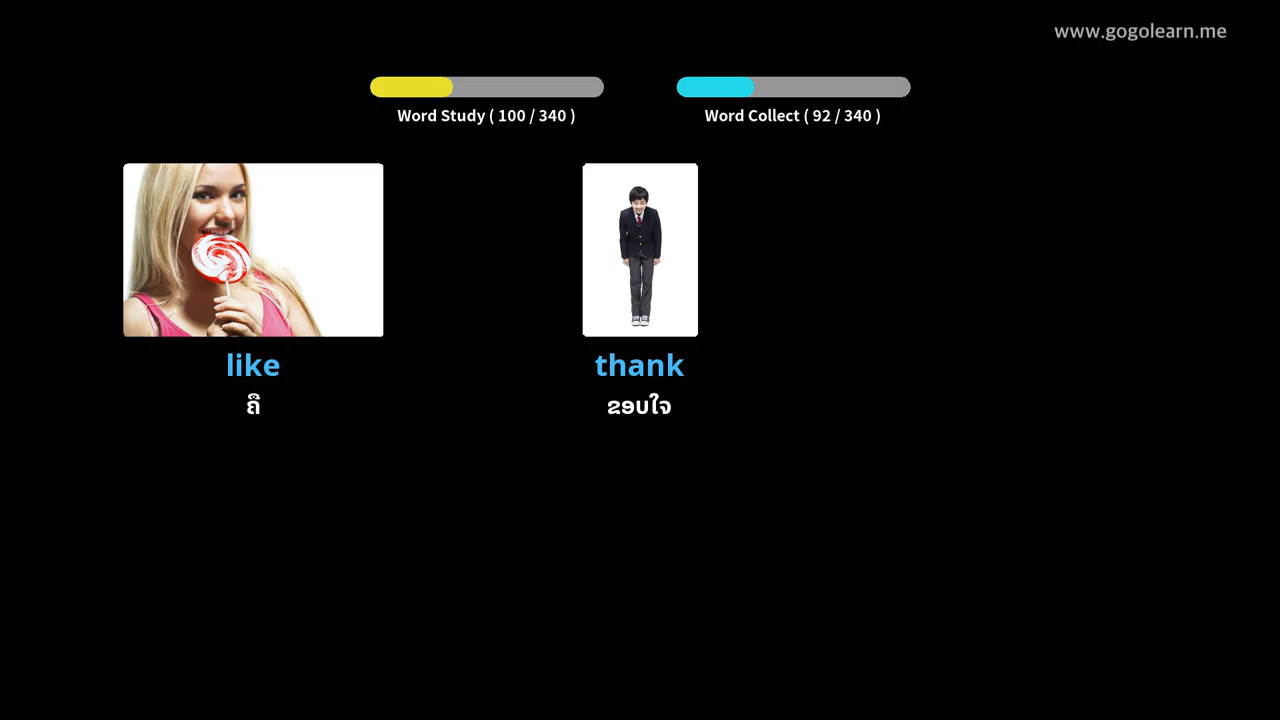 www.gogolearn.me
Word Study ( 100 / 340 )
Word Collect ( 92 / 340 )
like
thank
ຄື
ຂອບໃຈ